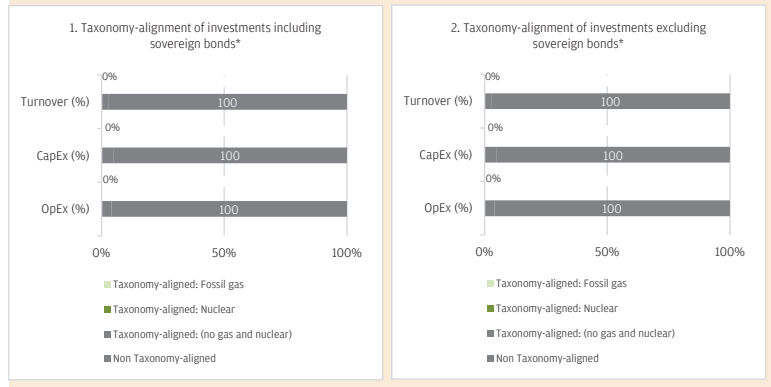 1. Taxonomy-alignment of investments including
sovereign bonds*
0%
Turnover (%)
100
0%
CapEx (%)
100
0%
OpEx (%)
100
0%
50%
100%
Taxonomy-aligned: Fossil gas
Taxonomy-aligned: Nuclear
Taxonomy-aligned: (no gas and nuclear)
Non Taxonomy-aligned
2. Taxonomy-alignment of investments excluding
sovereign bonds*
0%
Turnover (%)
100
0%
CapEx (%)
100
0%
OpEx (%)
100
0%
50%
100%
Taxonomy-aligned: Fossil gas
Taxonomy-aligned: Nuclear
Taxonomy-aligned: (no gas and nuclear)
Non Taxonomy-aligned